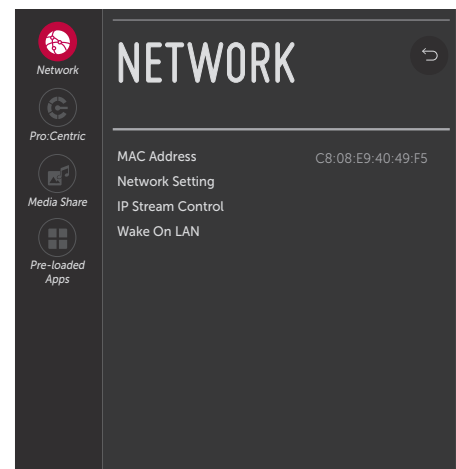 Network
Pro:Centric
Media Share
Pre-loaded
Apps
NETWORK
MAC Address C8:08:E9:40:49:F5
Network Setting
IP Stream Control
Wake On LAN